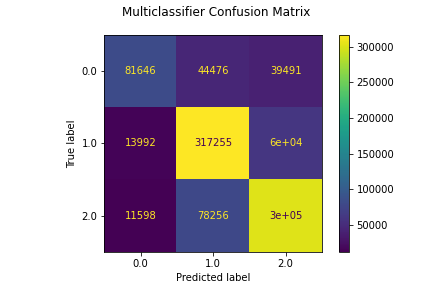 Multiclassifier Confusion Matrix
0.0 81646 44476 39491
1.0 13992 317255 6e+04
2.0 11598 78256 3e+05
0.0 1.0 2.0
Predicted label
True label
300000
250000
200000
150000
100000
50000